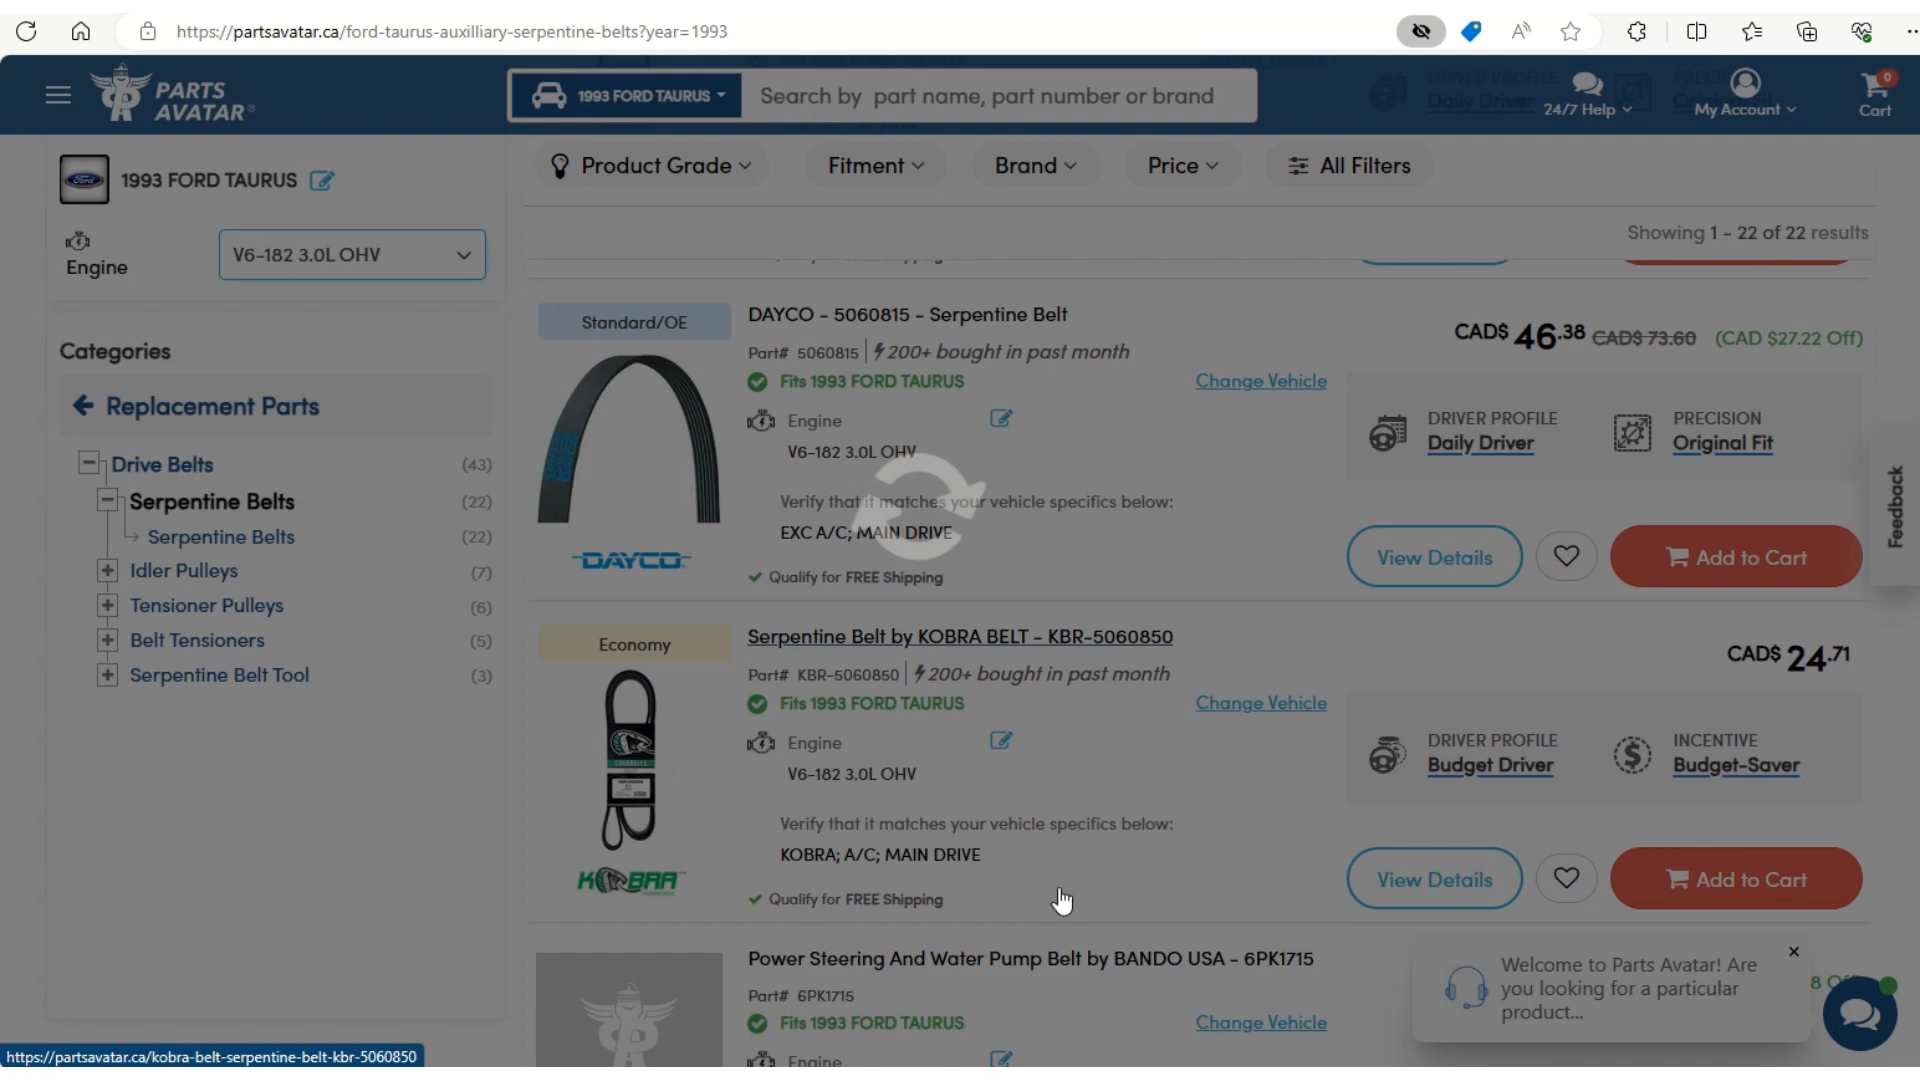 https://partsavatar.ca/ford-taurus-auxilliary-serpentine-belts?year=1993
PARTS
AVATAR®
1993 FORD TAURUS
Search by part name, part number or brand
24/7 Help
My Account
0
Cart
1993 FORD TAURUS
Engine
V6-182 3.0L OHV
Product Grade
Fitment
Brand
Price
All Filters
Showing 1 - 22 of 22 results
Categories
Replacement Parts
Drive Belts (43)
Serpentine Belts (22)
Serpentine Belts (22)
Idler Pulleys (7)
Tensioner Pulleys (6)
Belt Tensioners (5)
Serpentine Belt Tool (3)
Standard/OE
DAYCO
DAYCO - 5060815 - Serpentine Belt
Part# 5060815 200+ bought in past month
Fits 1993 FORD TAURUS
Change Vehicle
Engine
V6-182 3.0L OHV
Verify that it matches your vehicle specifics below:
EXC A/C; MAIN DRIVE
Qualify for FREE Shipping
CAD$ 46.38 CAD$ 73.60 (CAD $27.22 Off)
DRIVER PROFILE
Daily Driver
PRECISION
Original Fit
View Details
Add to Cart
Feedback
Economy
KOBRA
Serpentine Belt by KOBRA BELT - KBR-5060850
Part# KBR-5060850 200+ bought in past month
Fits 1993 FORD TAURUS
Change Vehicle
Engine
V6-182 3.0L OHV
Verify that it matches your vehicle specifics below:
KOBRA; A/C; MAIN DRIVE
Qualify for FREE Shipping
CAD$ 24.71
DRIVER PROFILE
Budget Driver
INCENTIVE
Budget-Saver
View Details
Add to Cart
Power Steering And Water Pump Belt by BANDO USA - 6PK1715
Part# 6PK1715
Fits 1993 FORD TAURUS
Change Vehicle
Engine
Welcome to Parts Avatar! Are
you looking for a particular
product...
https://partsavatar.ca/kobra-belt-serpentine-belt-kbr-5060850